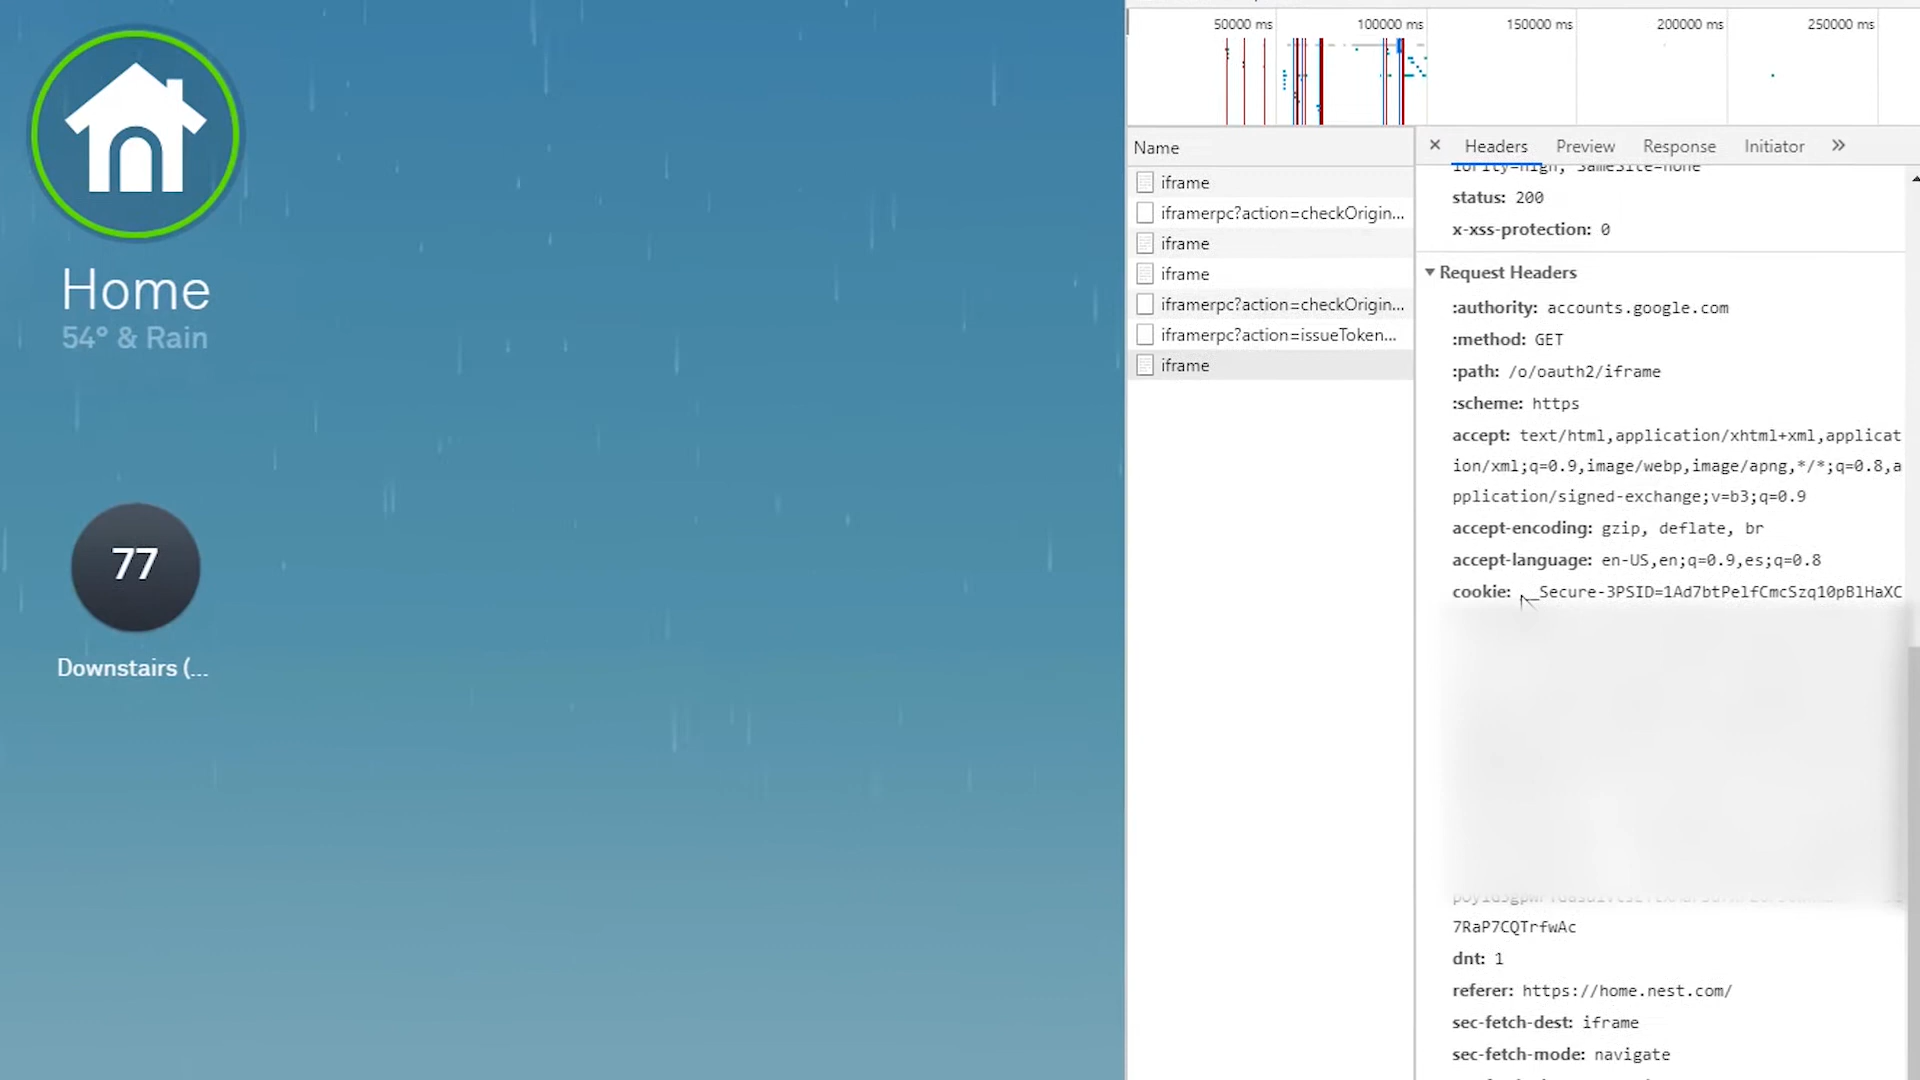 Home
54° & Rain
77
Downstairs (...
50000 ms
100000 ms
150000 ms
200000 ms
250000 ms
Name
iframe
iframerpc?action=checkOrigin...
iframe
iframe
iframerpc?action=checkOrigin...
iframerpc?action=issueToken...
iframe
× Headers Preview Response Initiator »
status: 200
x-xss-protection: 0
Request Headers
:authority: accounts.google.com
:method: GET
:path: /o/oauth2/iframe
:scheme: https
accept: text/html,application/xhtml+xml,applicat
ion/xml;q=0.9,image/webp,image/apng,*/*;q=0.8,a
pplication/signed-exchange;v=b3;q=0.9
accept-encoding: gzip, deflate, br
accept-language: en-US,en;q=0.9,es;q=0.8
cookie: __Secure-3PSID=1Ad7btPelfCmcSzq10pBlHaXC
7RaP7CQTrfwAc
dnt: 1
referer: https://home.nest.com/
sec-fetch-dest: iframe
sec-fetch-mode: navigate